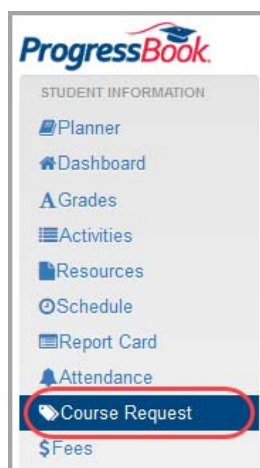 ProgressBook.
STUDENT INFORMATION
Planner
Dashboard
Grades
Activities
Resources
Schedule
Report Card
Attendance
Course Request
Fees